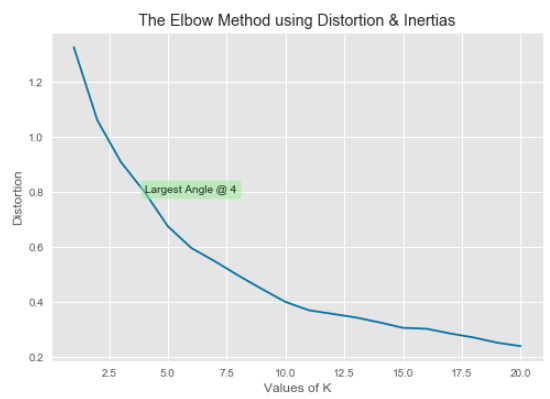 The Elbow Method using Distortion & Inertias
1.2
1.0
0.8
0.6
0.4
0.2
Distortion
Largest Angle @ 4
2.5 5.0 7.5 10.0 12.5 15.0 17.5 20.0
Values of K